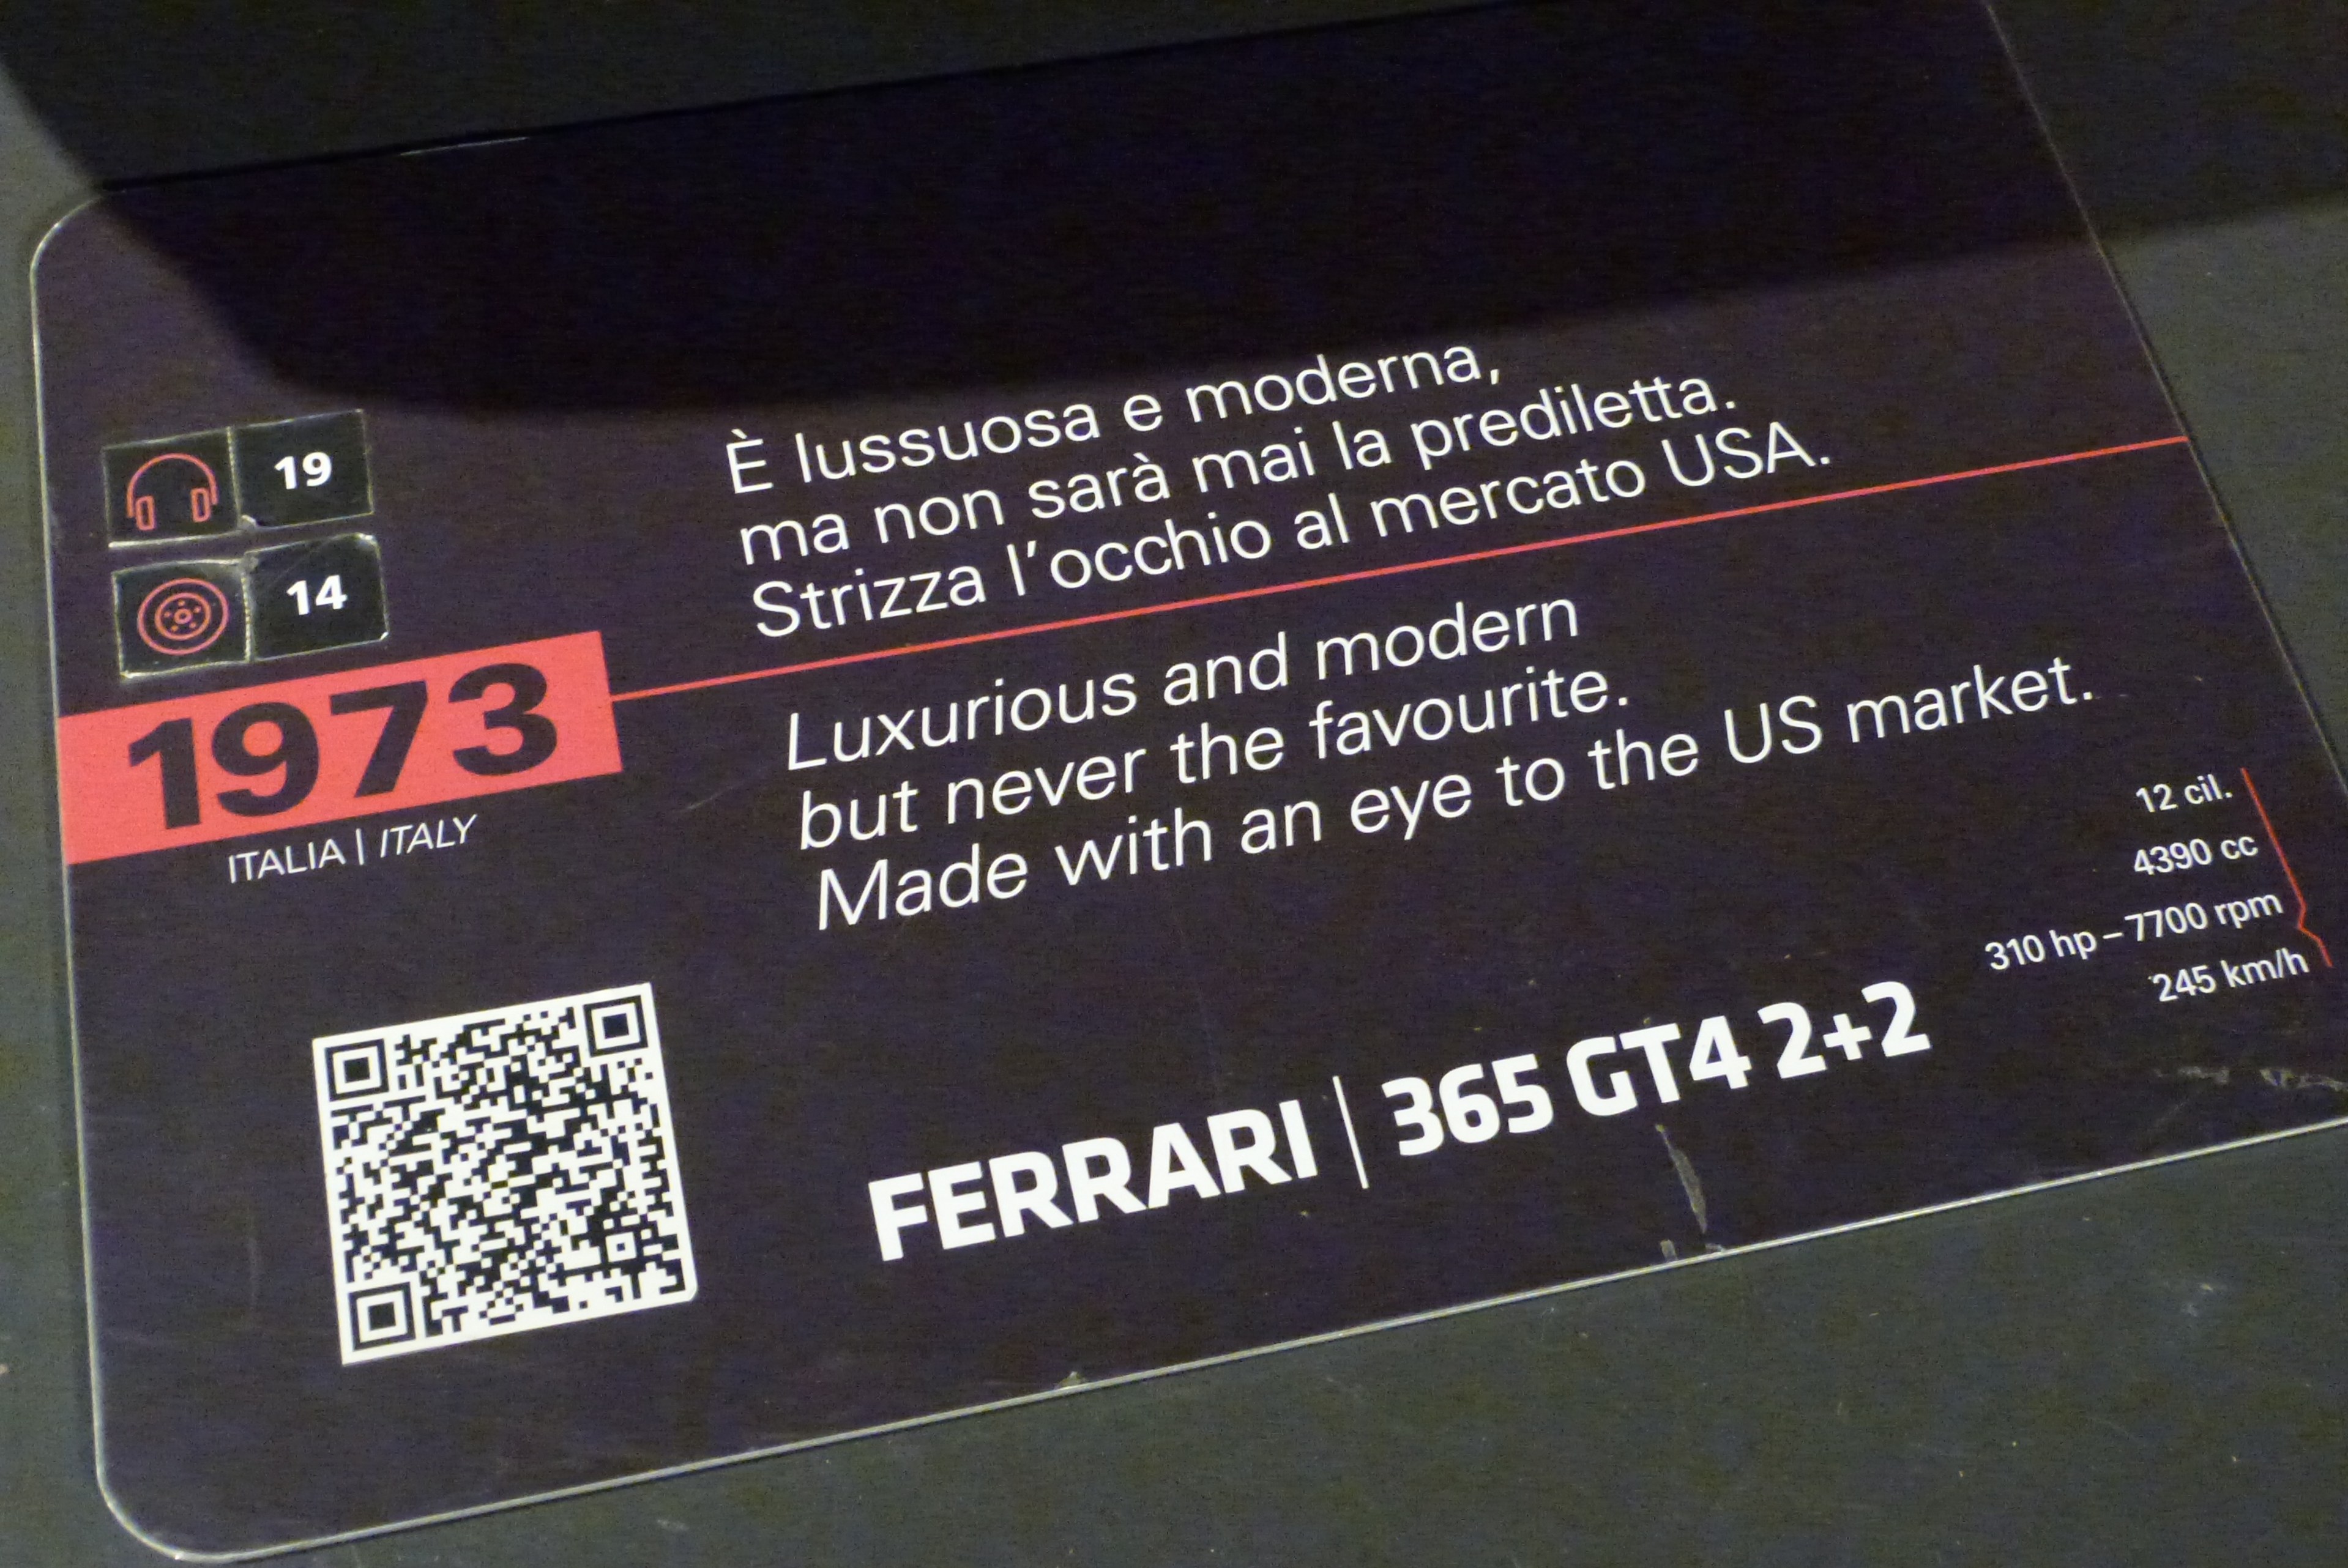 19
14
1973
ITALIA | ITALY
È lussuosa e moderna,
ma non sarà mai la prediletta.
Strizza l'occhio al mercato USA.
Luxurious and modern
but never the favourite.
Made with an eye to the US market.
12 cil.
4390 cc
310 hp – 7700 rpm
245 km/h
FERRARI | 365 GT4 2+2